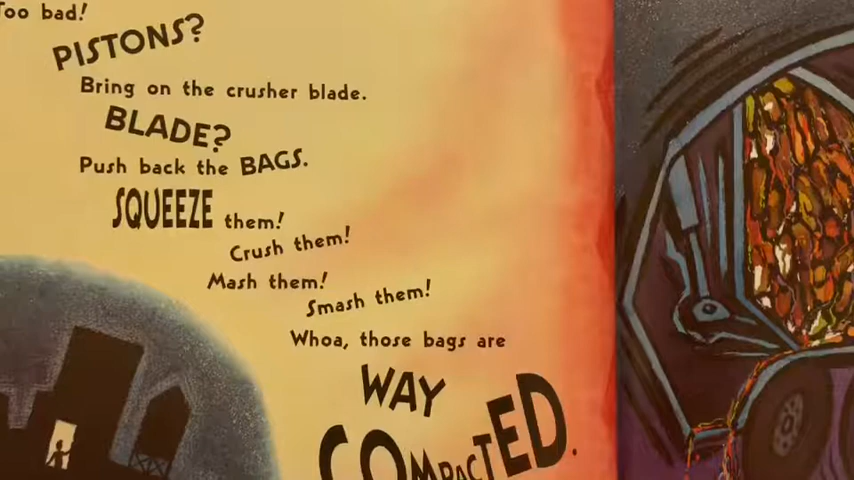 Too bad!
PISTONS?
Bring on the crusher blade.
BLADE?
Push back the BAGS.
SQUEEZE them!
Crush them!
Mash them!
Smash them!
Whoa, those bags are
WAY
COMPACTED.